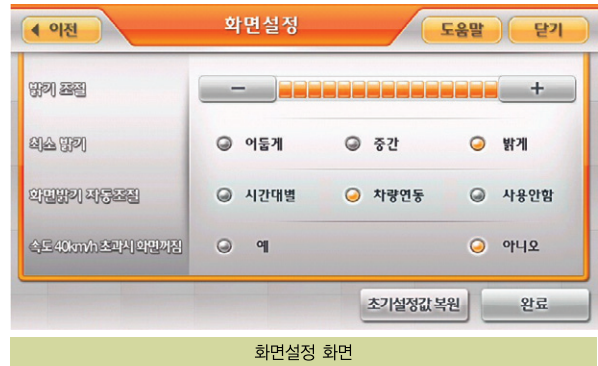 이전 화면설정 도움말 닫기
밝기 조절 − +
최소 밝기 어둡게 중간 밝게
화면밝기 자동조절 시간대별 차량연동 사용안함
속도 40km/h 초과시 화면꺼짐 예 아니오
초기설정값 복원 완료
화면설정 화면